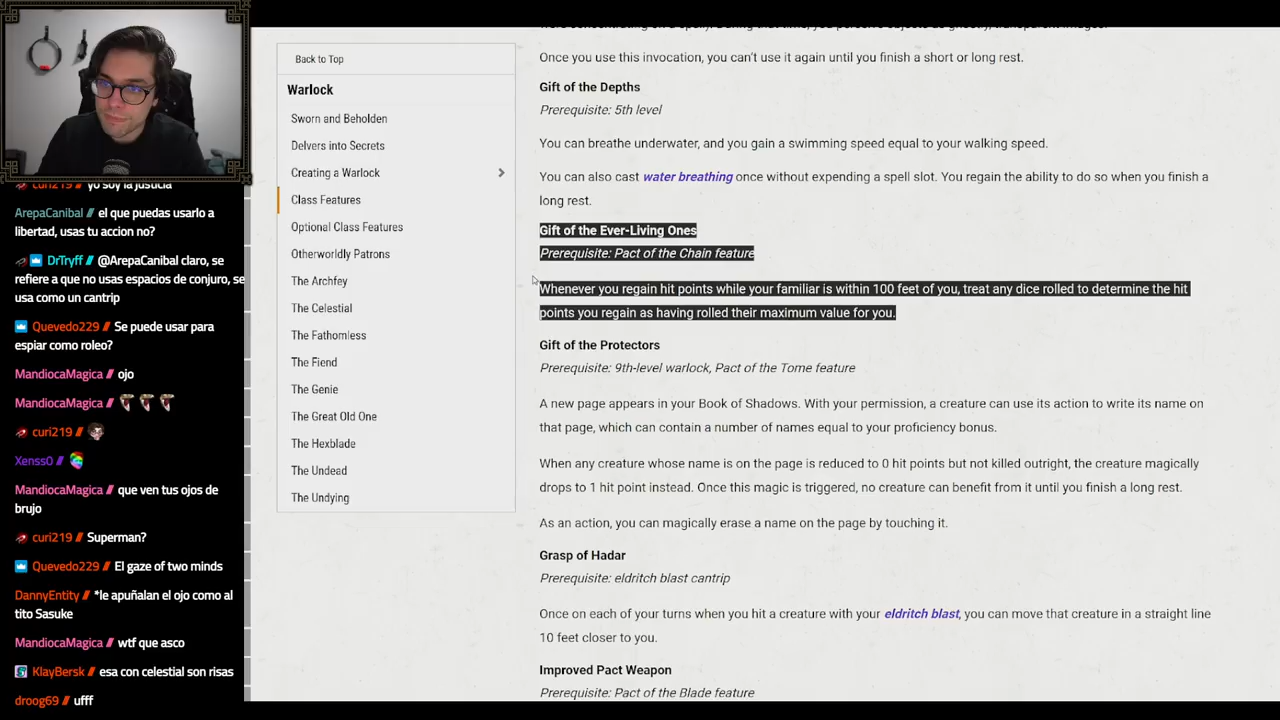 Once you use this invocation, you can't use it again until you finish a short or long rest.
Gift of the Depths
Prerequisite: 5th level
You can breathe underwater, and you gain a swimming speed equal to your walking speed.
You can also cast water breathing once without expending a spell slot. You regain the ability to do so when you finish a
long rest.
Gift of the Ever-Living Ones
Prerequisite: Pact of the Chain feature
Whenever you regain hit points while your familiar is within 100 feet of you, treat any dice rolled to determine the hit
points you regain as having rolled their maximum value for you.
Gift of the Protectors
Prerequisite: 9th-level warlock, Pact of the Tome feature
A new page appears in your Book of Shadows. With your permission, a creature can use its action to write its name on
that page, which can contain a number of names equal to your proficiency bonus.
When any creature whose name is on the page is reduced to 0 hit points but not killed outright, the creature magically
drops to 1 hit point instead. Once this magic is triggered, no creature can benefit from it until you finish a long rest.
As an action, you can magically erase a name on the page by touching it.
Grasp of Hadar
Prerequisite: eldritch blast cantrip
Once on each of your turns when you hit a creature with your eldritch blast, you can move that creature in a straight line
10 feet closer to you.
Improved Pact Weapon
Prerequisite: Pact of the Blade feature
Back to Top
Warlock
Sworn and Beholden
Delvers into Secrets
Creating a Warlock
Class Features
Optional Class Features
Otherworldly Patrons
The Archfey
The Celestial
The Fathomless
The Fiend
The Genie
The Great Old One
The Hexblade
The Undead
The Undying
curi219 // yo soy la justicia
ArepaCanibal // el que puedas usarlo a
libertad, usas tu accion no?
DrTryff // @ArepaCanibal claro, se
refiere a que no usas espacios de conjuro, se
usa como un cantrip
Quevedo229 // Se puede usar para
espiar como roleo?
MandiocaMagica // ojo
MandiocaMagica //
curi219 //
Xenss0 //
MandiocaMagica // que ven tus ojos de
brujo
curi219 // Superman?
Quevedo229 // El gaze of two minds
DannyEntity // *le apuñalan el ojo como al
tito Sasuke
MandiocaMagica // wtf que asco
KlayBersk // esa con celestial son risas
droog69 // ufff